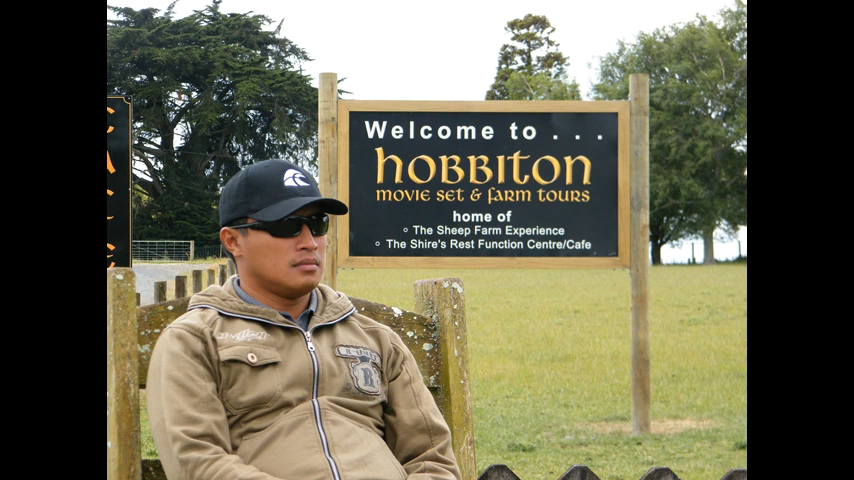 Welcome to . . .
HOBBITON
MOVIE SET & FARM TOURS
home of
○ The Sheep Farm Experience
○ The Shire's Rest Function Centre/Cafe
R